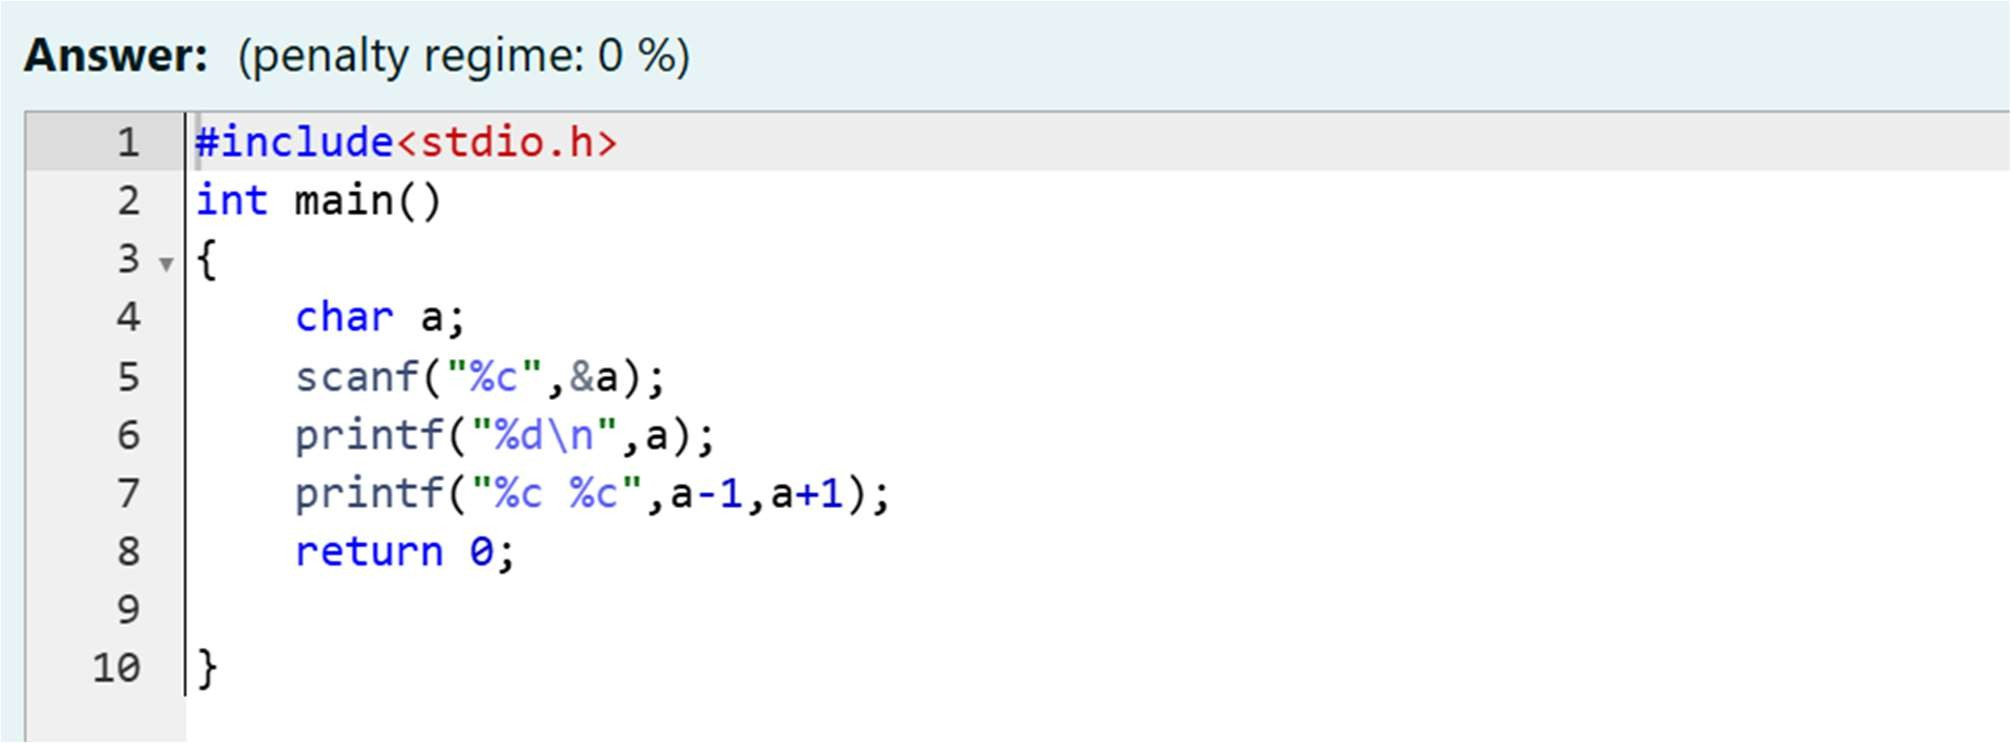 Answer: (penalty regime: 0 %)
1 #include<stdio.h>
2 int main()
3 {
4     char a;
5     scanf("%c",&a);
6     printf("%d\n",a);
7     printf("%c %c",a-1,a+1);
8     return 0;
9
10 }